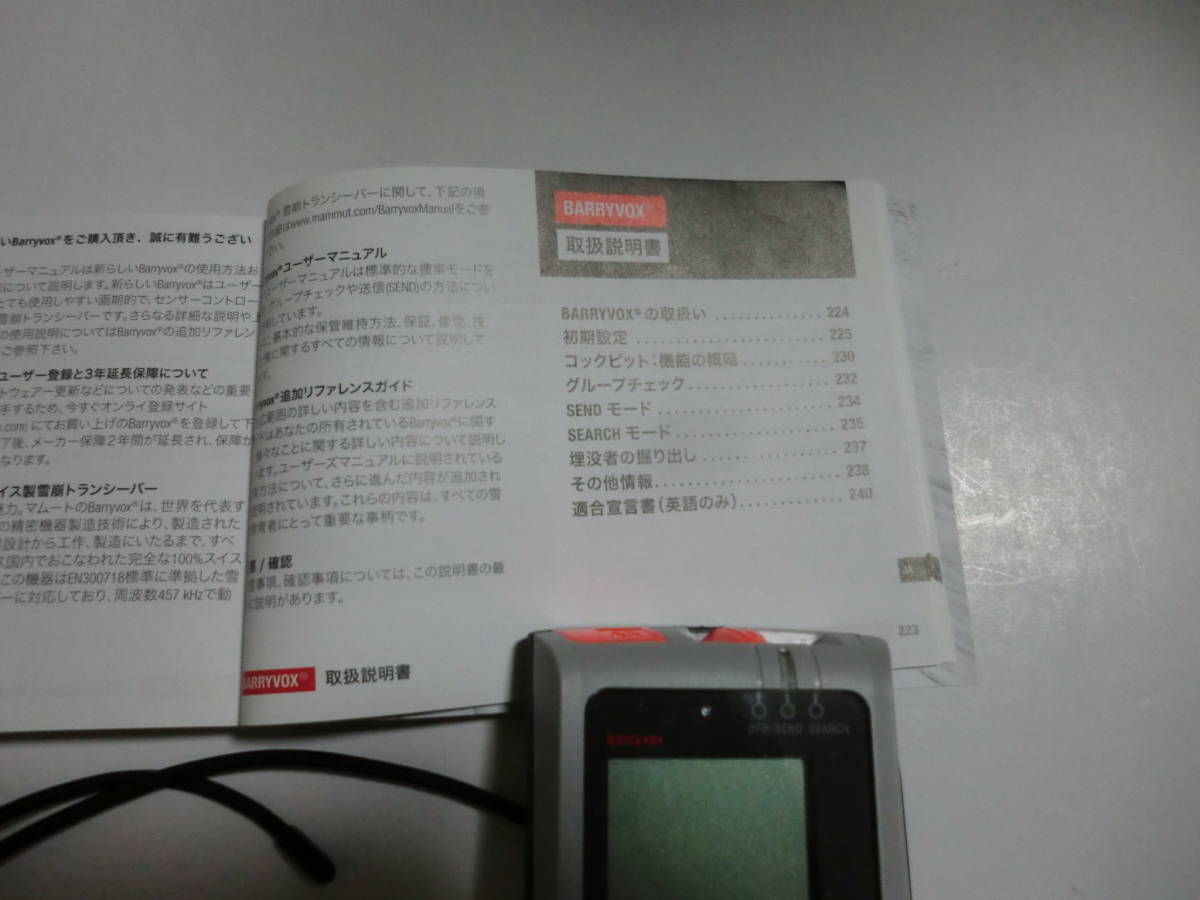 いBarryvox®をご購入頂き、誠に有難うござい
ーザーマニュアルは新らしいBarryvox®の使用方法お
について説明します。新らしいBarryvox®はユーザー
とても使用しやすい画期的で、センサーコントロー
雪崩トランシーバーです。さらなる詳細な説明や
の使用説明についてはBarryvoxの追加リファレン
ご参照下さい。
ユーザー登録と3年延長保障について
トウェアー更新などについての発表などの重要
手するため、今すぐオンライ登録サイト
.com) にてお買い上げのBarryvoxを登録して下
ア後、メーカー保障2年間が延長され、保障が
なります。
イス製雪崩トランシーバー
力。マムートのBarryvox®は、世界を代表す
の精密機器製造技術により、製造された
設計から工作、製造にいたるまで、すべ
ス国内でおこなわれた完全な100%スイス
この機器はEN300718標準に準拠した雪
ーに対応しており、周波数457 kHzで動
雪崩トランシーバーに関して、下記の項
細はwww.mammut.com/BarryvoxManualをご参
い。
vox®ユーザーマニュアル
ーザーマニュアルは標準的な捜索モードを
グループチェックや送信(SEND)の方法につい
しています。
、基本的な保管維持方法、保証、修理、技
に関するすべての情報について説明して
す。
ryvox®追加リファレンスガイド
広範囲の詳しい内容を含む追加リファレンス
ドはあなたの所有されているBarryvoxに関す
々なことに関する詳しい内容について説明し
います。ユーザーズマニュアルに説明されている
方法について、さらに進んだ内容が追加され
説明されています。これらの内容は、すべての雪
所有者にとって重要な事柄です。
/ 確認
事項、確認事項については、この説明書の最
に説明があります。
BARRYVOX® 取扱説明書
BARRYVOX®
取扱説明書
BARRYVOX® の取扱い ............... 224
初期設定 ............... 225
コックピット：機能の概略 ............... 230
グループチェック ............... 232
SEND モード ............... 234
SEARCH モード ............... 235
埋没者の掘り出し ............... 237
その他情報 ............... 238
適合宣言書（英語のみ） ............... 240
223
Barryvox
OFF SEND SEARCH